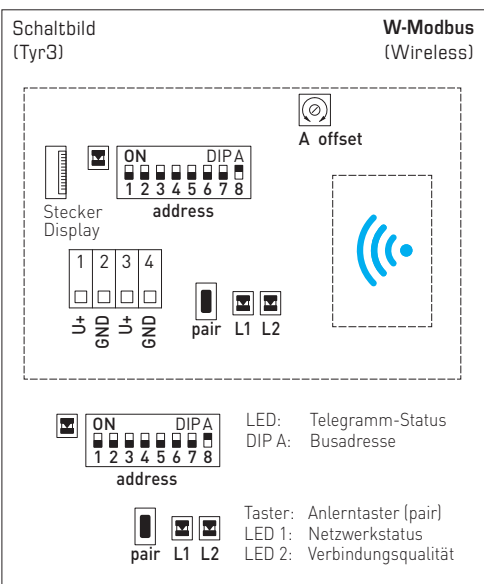 Schaltbild
(Tyr3)
W-Modbus
(Wireless)
A offset
ON DIP A
1 2 3 4 5 6 7 8
address
Stecker
Display
1 2 3 4
U+ GND U+ GND
pair L1 L2
ON DIP A
1 2 3 4 5 6 7 8
address
LED: Telegramm-Status
DIP A: Busadresse
pair L1 L2
Taster: Anlerntaster (pair)
LED 1: Netzwerkstatus
LED 2: Verbindungsqualität